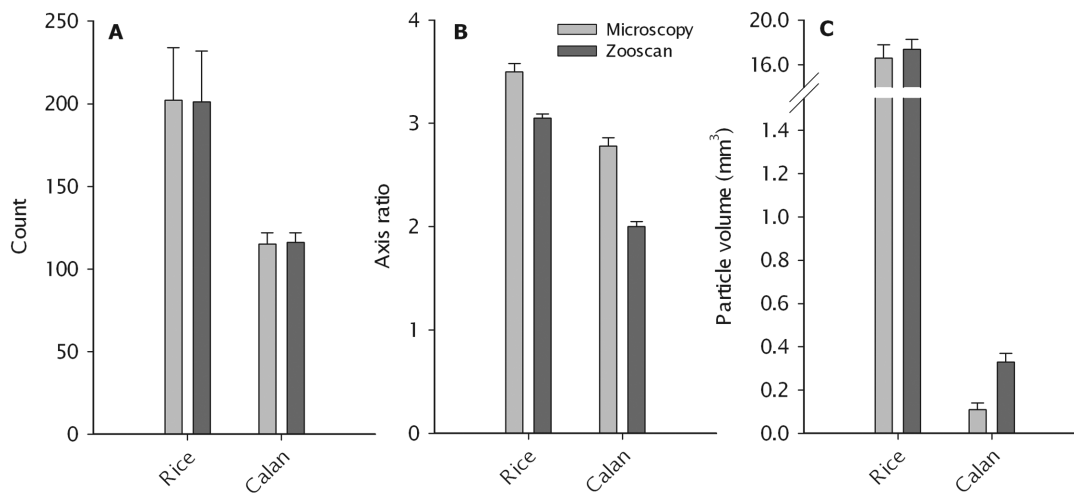 A
Count
250
200
150
100
50
0
Rice
Calan
B
Microscopy
Zooscan
Axis ratio
4
3
2
1
0
Rice
Calan
C
Particle volume (mm³)
20.0
16.0
1.4
1.2
1.0
0.8
0.6
0.4
0.2
0.0
Rice
Calan